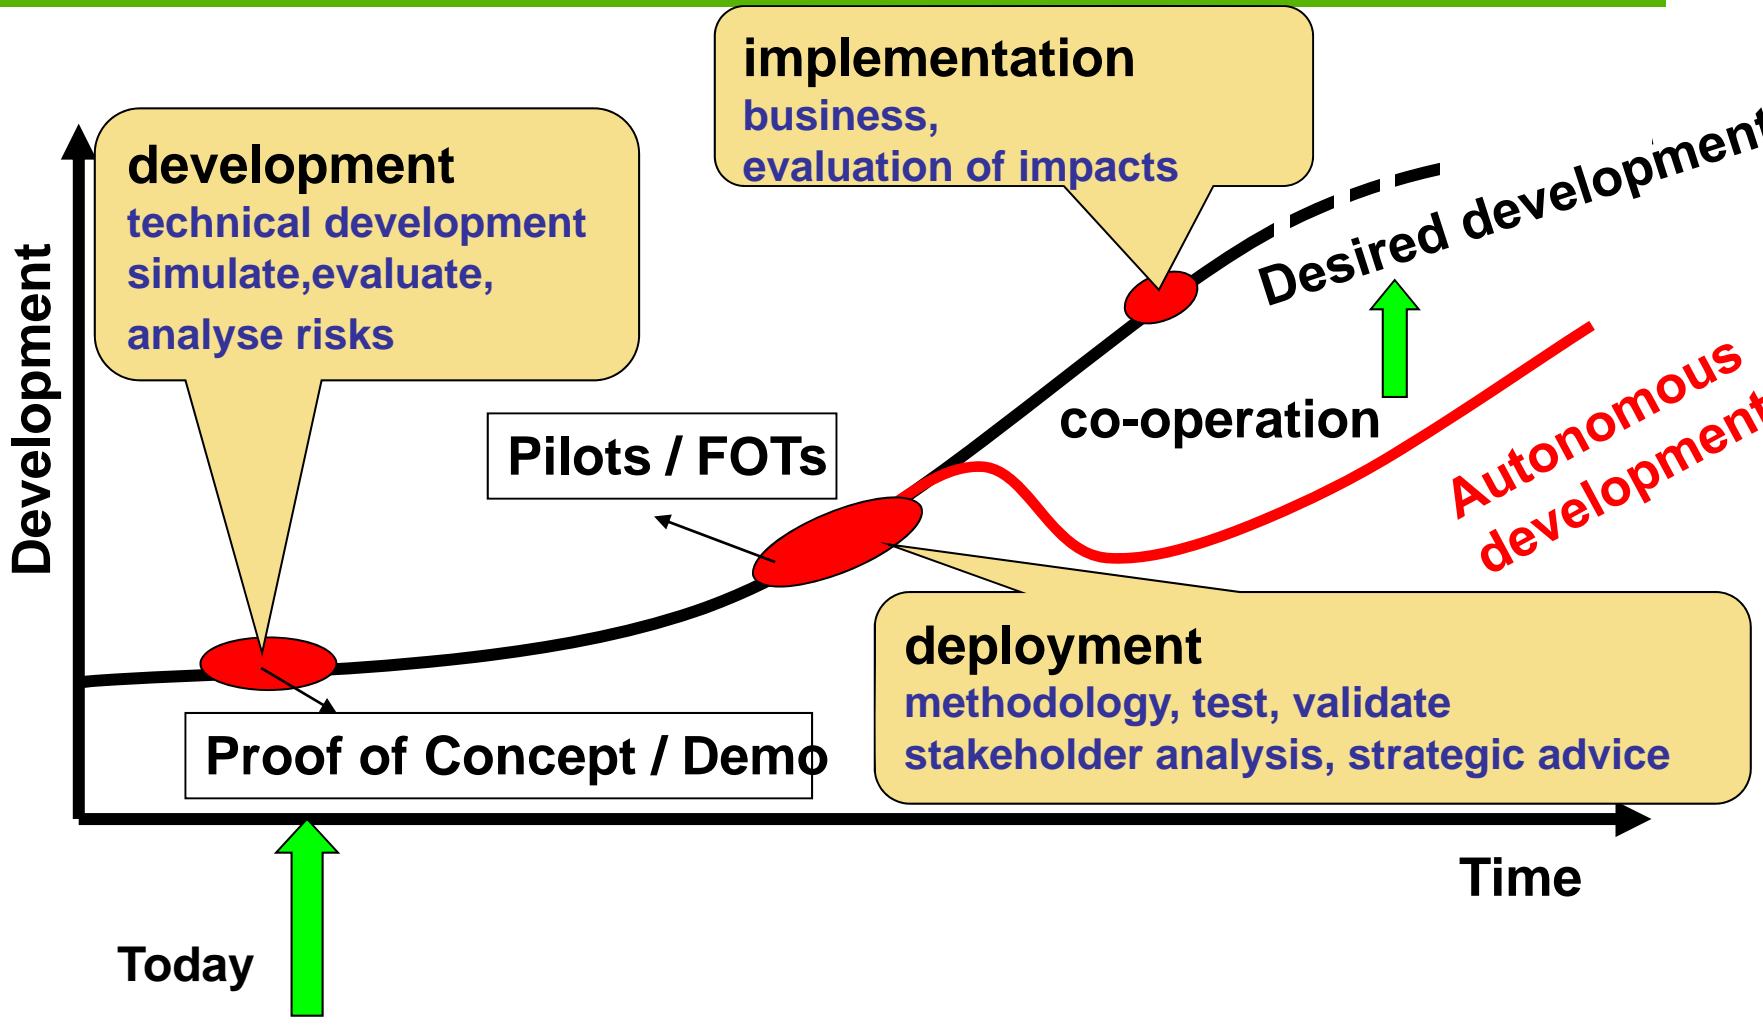 implementation
business,
evaluation of impacts
development
technical development
simulate,evaluate,
analyse risks
Desired development
Development
co-operation
Autonomous
development
Pilots / FOTs
deployment
methodology, test, validate
stakeholder analysis, strategic advice
Proof of Concept / Demo
Time
Today